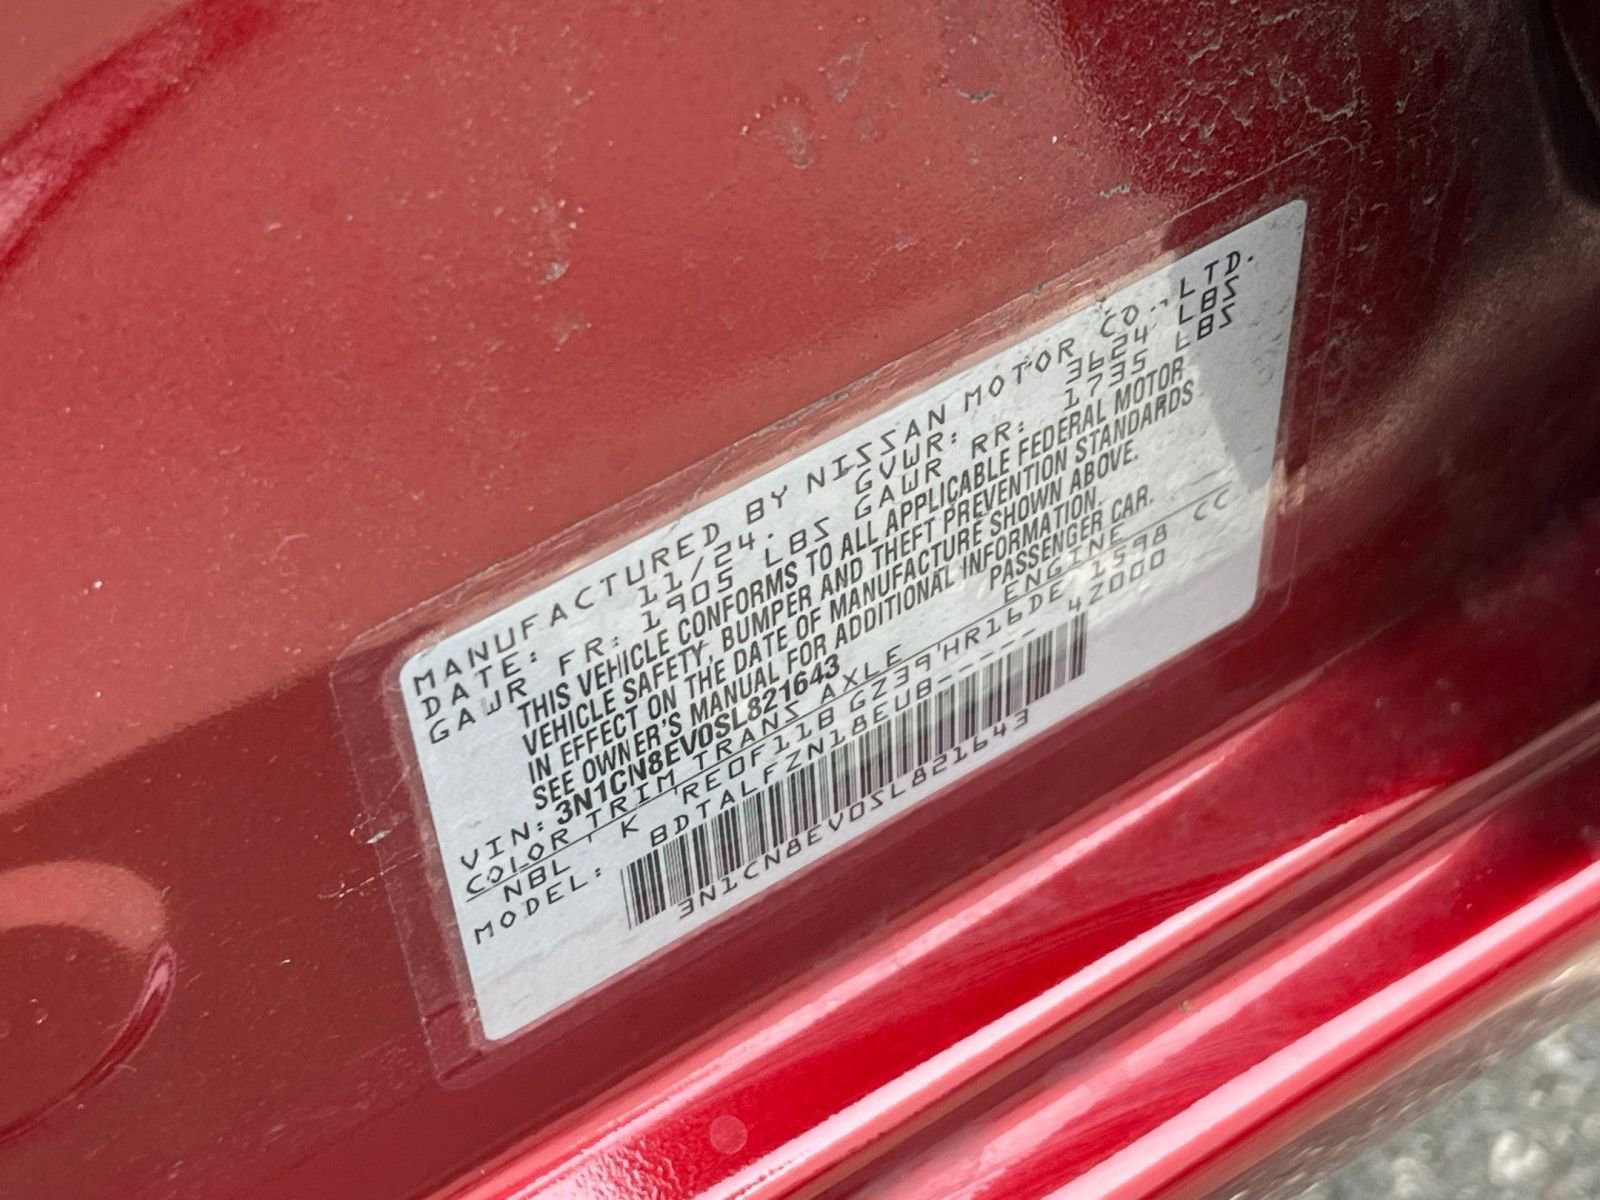 MANUFACTURED BY NISSAN MOTOR CO., LTD.
DATE: 11/24. GVWR: 3624 LBS
GAWR FR: 1905 LBS GAWR RR: 1735 LBS
THIS VEHICLE CONFORMS TO ALL APPLICABLE FEDERAL MOTOR
VEHICLE SAFETY, BUMPER AND THEFT PREVENTION STANDARDS
IN EFFECT ON THE DATE OF MANUFACTURE SHOWN ABOVE.
SEE OWNER'S MANUAL FOR ADDITIONAL INFORMATION.
VIN: 3N1CN8EV0SL821643 PASSENGER CAR.
COLOR TRIM TRANS AXLE ENGINE
NBL K RE0F11B GZ39 HR16DE 1598 CC
MODEL: BDTALFZN18EUB----- 4Z000
3N1CN8EV0SL821643